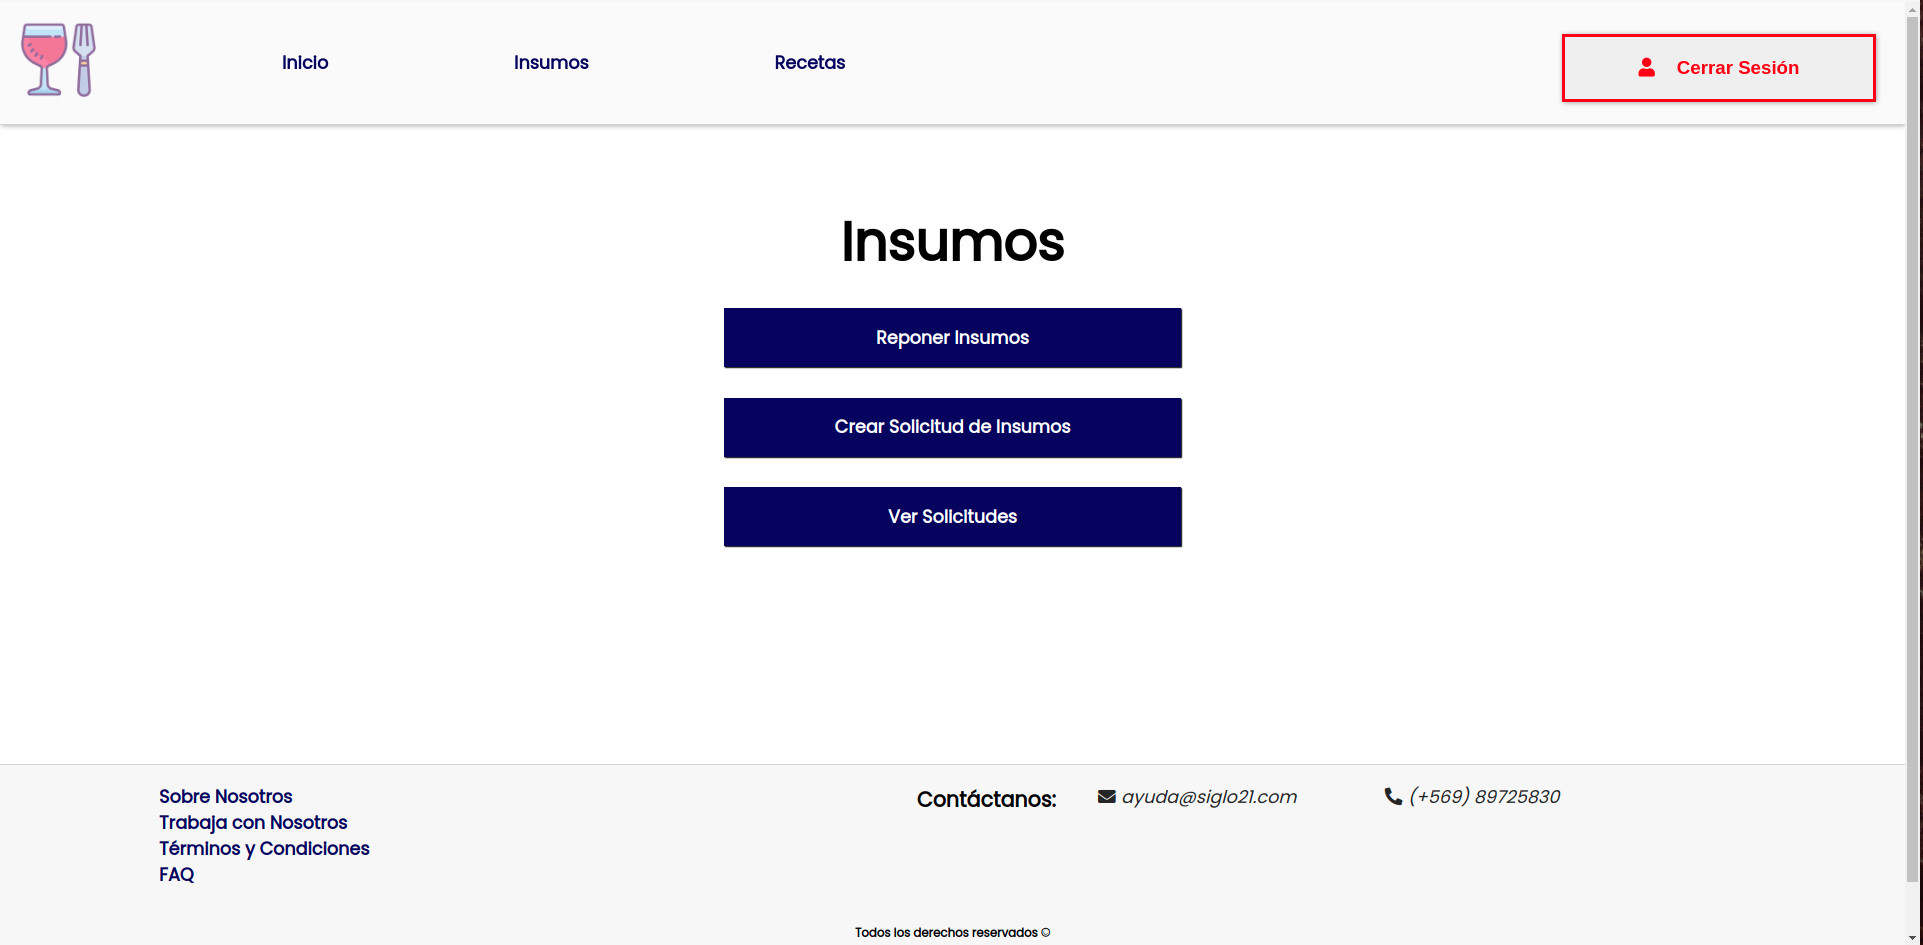 Inicio
Insumos
Recetas
Cerrar Sesión
Insumos
Reponer Insumos
Crear Solicitud de Insumos
Ver Solicitudes
Sobre Nosotros
Trabaja con Nosotros
Términos y Condiciones
FAQ
Contáctanos:
ayuda@siglo21.com
(+569) 89725830
Todos los derechos reservados ©